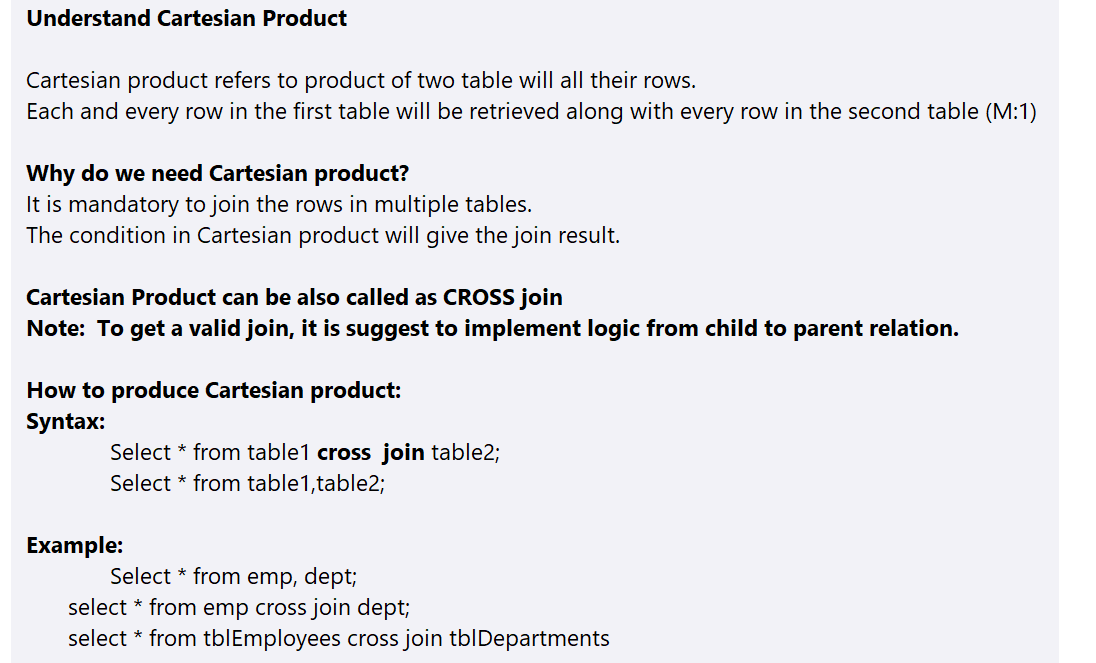 Understand Cartesian Product
Cartesian product refers to product of two table will all their rows.
Each and every row in the first table will be retrieved along with every row in the second table (M:1)
Why do we need Cartesian product?
It is mandatory to join the rows in multiple tables.
The condition in Cartesian product will give the join result.
Cartesian Product can be also called as CROSS join
Note:  To get a valid join, it is suggest to implement logic from child to parent relation.
How to produce Cartesian product:
Syntax:
Select * from table1 cross  join table2;
Select * from table1,table2;
Example:
Select * from emp, dept;
select * from emp cross join dept;
select * from tblEmployees cross join tblDepartments